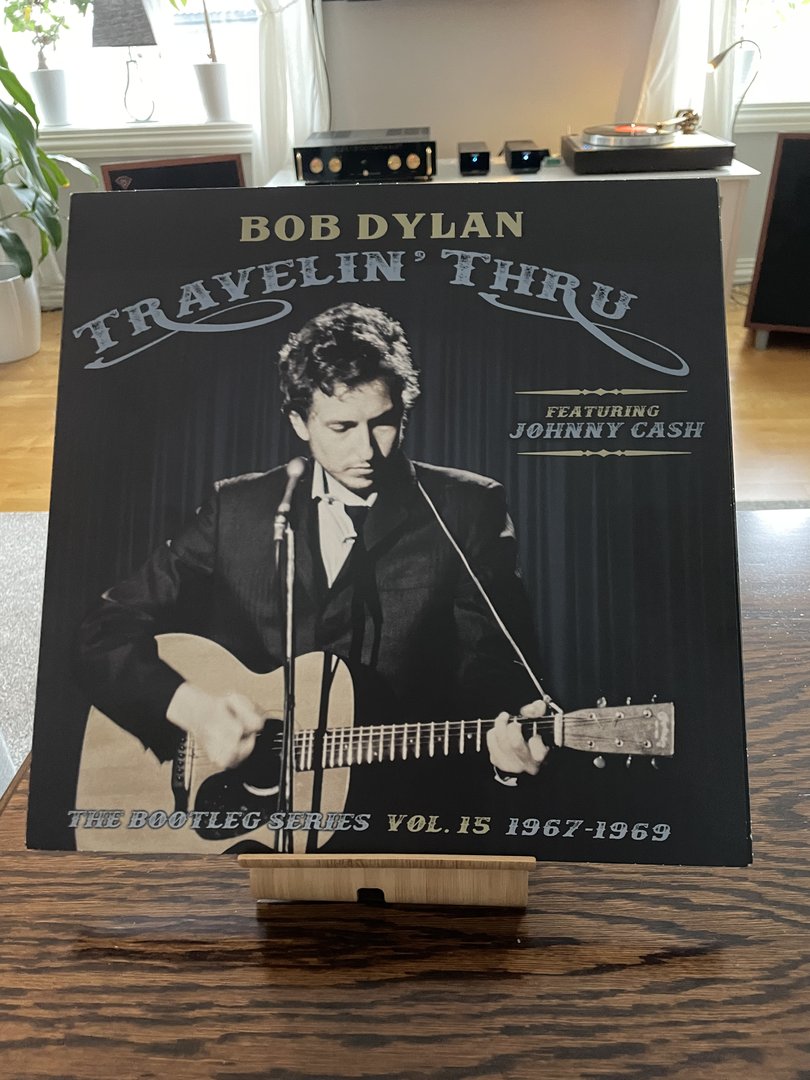 BOB DYLAN
TRAVELIN' THRU
FEATURING
JOHNNY CASH
THE BOOTLEG SERIES VOL. 15 1967-1969